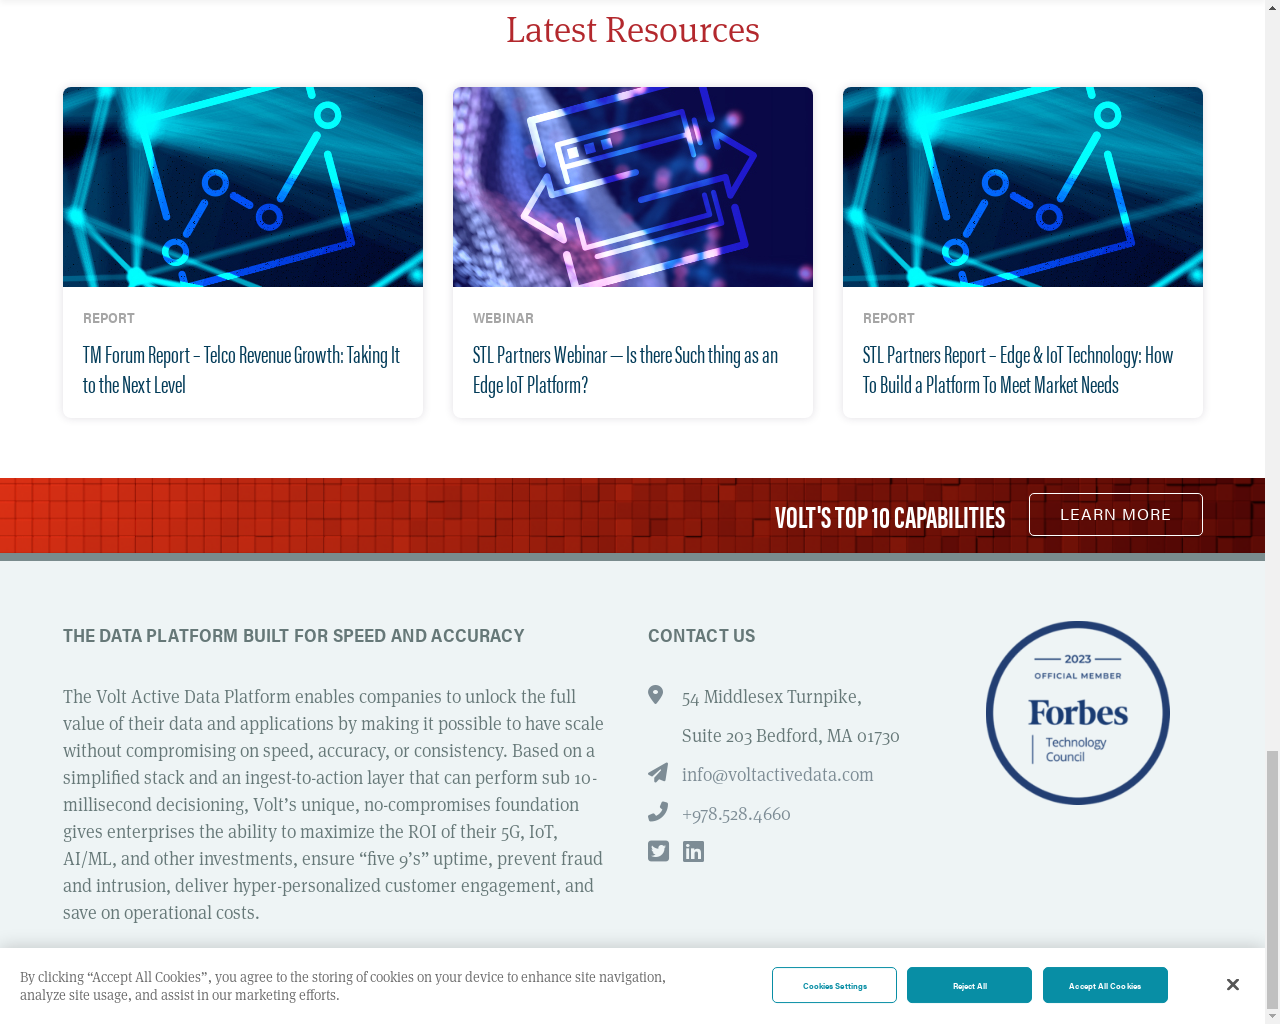 Latest Resources
REPORT
TM Forum Report – Telco Revenue Growth: Taking It
to the Next Level
WEBINAR
STL Partners Webinar — Is there Such thing as an
Edge IoT Platform?
REPORT
STL Partners Report – Edge & IoT Technology: How
To Build a Platform To Meet Market Needs
VOLT'S TOP 10 CAPABILITIES
LEARN MORE
THE DATA PLATFORM BUILT FOR SPEED AND ACCURACY
The Volt Active Data Platform enables companies to unlock the full
value of their data and applications by making it possible to have scale
without compromising on speed, accuracy, or consistency. Based on a
simplified stack and an ingest-to-action layer that can perform sub 10-
millisecond decisioning, Volt’s unique, no-compromises foundation
gives enterprises the ability to maximize the ROI of their 5G, IoT,
AI/ML, and other investments, ensure “five 9’s” uptime, prevent fraud
and intrusion, deliver hyper-personalized customer engagement, and
save on operational costs.
CONTACT US
54 Middlesex Turnpike,
Suite 203 Bedford, MA 01730
info@voltactivedata.com
+978.528.4660
2023
OFFICIAL MEMBER
Forbes
Technology
Council
By clicking “Accept All Cookies”, you agree to the storing of cookies on your device to enhance site navigation,
analyze site usage, and assist in our marketing efforts.
Cookies Settings
Reject All
Accept All Cookies